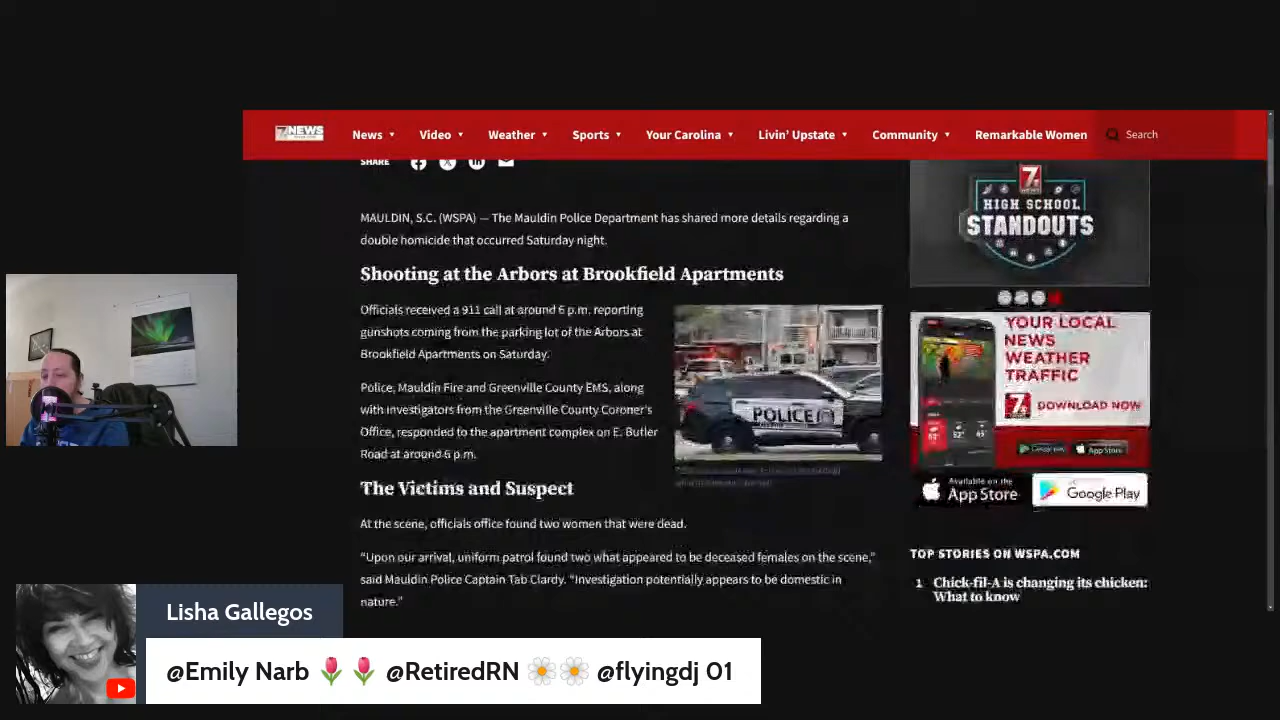 7NEWS
News
Video
Weather
Sports
Your Carolina
Livin' Upstate
Community
Remarkable Women
Search
SHARE
MAULDIN, S.C. (WSPA) — The Mauldin Police Department has shared more details regarding a
double homicide that occurred Saturday night.
Shooting at the Arbors at Brookfield Apartments
Officials received a 911 call at around 6 p.m. reporting
gunshots coming from the parking lot of the Arbors at
Brookfield Apartments on Saturday.
Police, Mauldin Fire and Greenville County EMS, along
with investigators from the Greenville County Coroner's
Office, responded to the apartment complex on E. Butler
Road at around 6 p.m.
POLICE
The Victims and Suspect
At the scene, officials office found two women that were dead.
“Upon our arrival, uniform patrol found two what appeared to be deceased females on the scene,”
said Mauldin Police Captain Tab Clardy. “Investigation potentially appears to be domestic in
nature.”
7
HIGH SCHOOL
STANDOUTS
YOUR LOCAL
NEWS
WEATHER
TRAFFIC
7 DOWNLOAD NOW
Google Play
App Store
Available on the
App Store
Google Play
TOP STORIES ON WSPA.COM
1 Chick-fil-A is changing its chicken:
What to know
Lisha Gallegos
@Emily Narb 🌷🌷 @RetiredRN 🌼🌼 @flyingdj 01